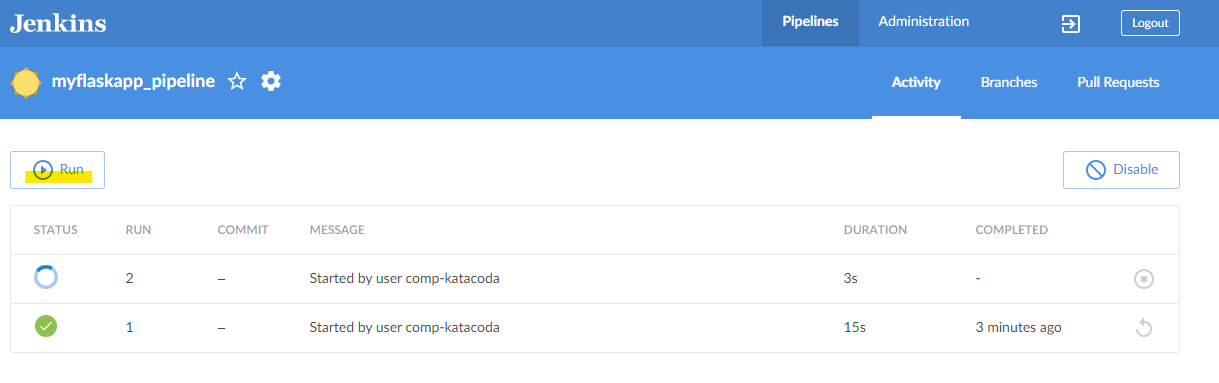 Jenkins Pipelines Administration Logout
myflaskapp_pipeline Activity Branches Pull Requests
Run Disable
STATUS RUN COMMIT MESSAGE DURATION COMPLETED
2 – Started by user comp-katacoda 3s -
1 – Started by user comp-katacoda 15s 3 minutes ago